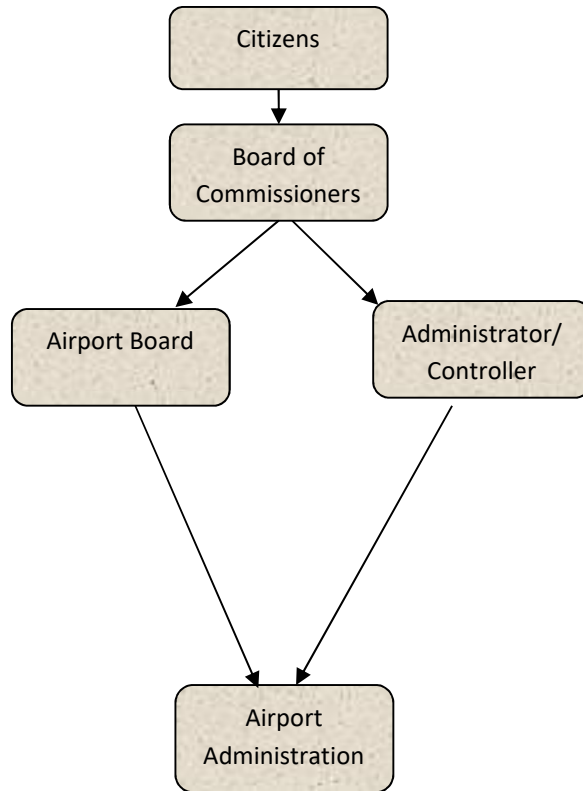 Citizens
Board of
Commissioners
Airport Board
Administrator/
Controller
Airport
Administration